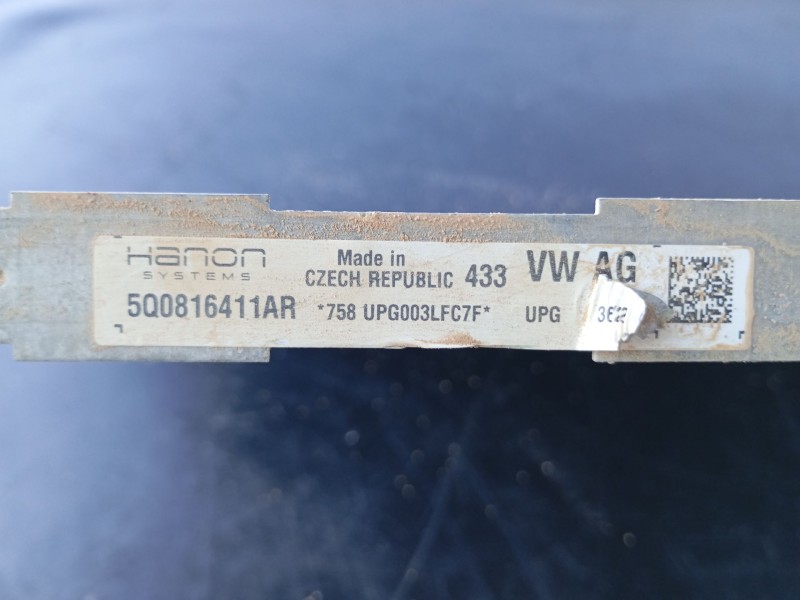 Hanon
SYSTEMS
Made in
CZECH REPUBLIC 433 VW AG
5Q0816411AR *758 UPG003LFC7F* UPG